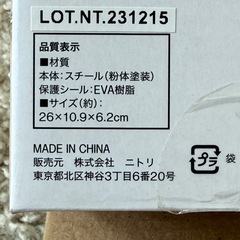 LOT.NT.231215
品質表示
■材質
本体:スチール(粉体塗装)
保護シール:EVA樹脂
■サイズ(約):
26×10.9×6.2cm
MADE IN CHINA
販売元 株式会社 ニトリ
東京都北区神谷3丁目6番20号
プラ
袋